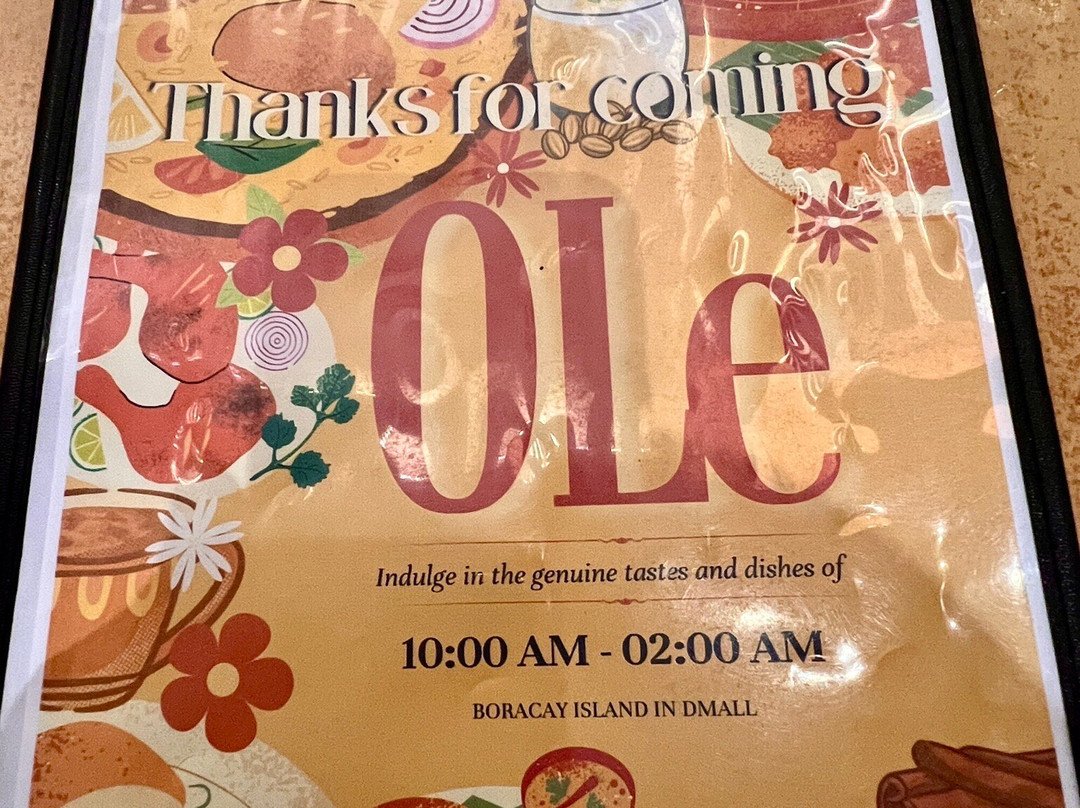 Thanks for coming
OLe
Indulge in the genuine tastes and dishes of
10:00 AM - 02:00 AM
BORACAY ISLAND IN DMALL